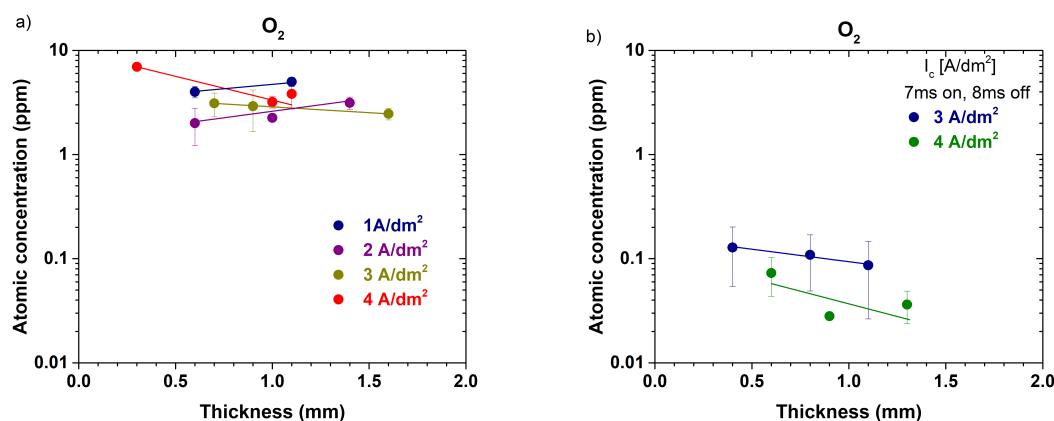 a)
O₂
10
1
0.1
0.01
Atomic concentration (ppm)
1A/dm²
2 A/dm²
3 A/dm²
4 A/dm²
0.0 0.5 1.0 1.5 2.0
Thickness (mm)
b)
O₂
I_c [A/dm²]
7ms on, 8ms off
3 A/dm²
4 A/dm²
10
1
0.1
0.01
Atomic concentration (ppm)
0.0 0.5 1.0 1.5 2.0
Thickness (mm)